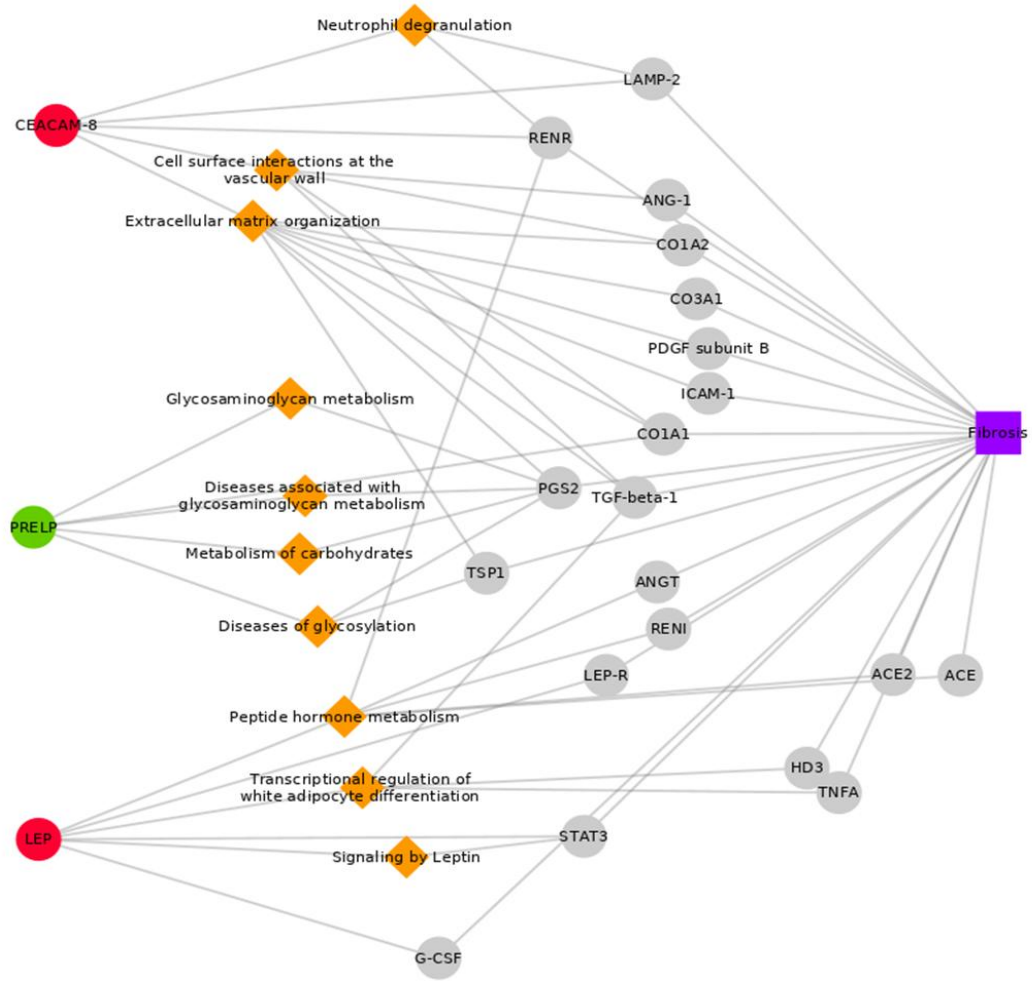 Neutrophil degranulation
LAMP-2
CEACAM-8
RENR
Cell surface interactions at the
vascular wall
ANG-1
Extracellular matrix organization
CO1A2
CO3A1
PDGF subunit B
ICAM-1
Glycosaminoglycan metabolism
CO1A1
Fibrosis
Diseases associated with
glycosaminoglycan metabolism
PGS2
TGF-beta-1
PRELP
Metabolism of carbohydrates
TSP1
ANGT
Diseases of glycosylation
RENI
LEP-R
ACE2
ACE
Peptide hormone metabolism
HD3
Transcriptional regulation of
white adipocyte differentiation
TNFA
LEP
STAT3
Signaling by Leptin
G-CSF